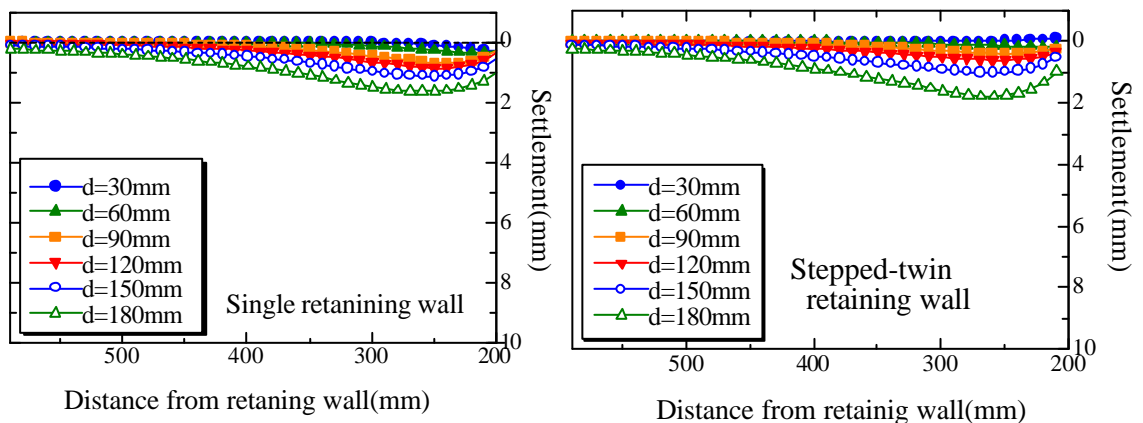 0
2
4
6
8
10
Settlement(mm)
d=30mm
d=60mm
d=90mm
d=120mm
d=150mm
d=180mm
Single retanining wall
500
400
300
200
Distance from retaning wall(mm)
0
2
4
6
8
10
Settlement(mm)
d=30mm
d=60mm
d=90mm
d=120mm
d=150mm
d=180mm
Stepped-twin
retaining wall
500
400
300
200
Distance from retainig wall(mm)